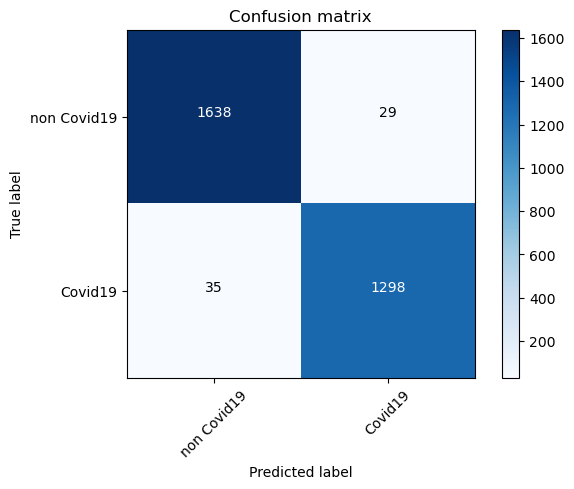 Confusion matrix
True label
non Covid19
Covid19
1638
29
35
1298
non Covid19
Covid19
Predicted label
1600
1400
1200
1000
800
600
400
200